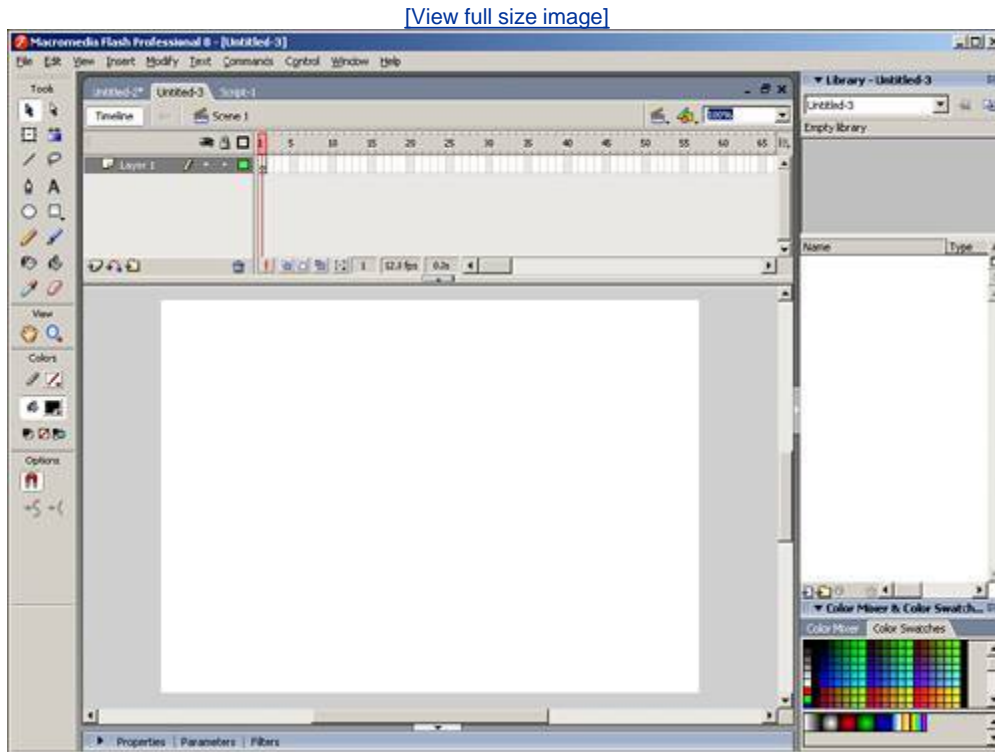 [View full size image]
Macromedia Flash Professional 8 - [Untitled-3]
File Edit View Insert Modify Text Commands Control Window Help
Tools
View
Colors
Options
Untitled-2* Untitled-3 Script-1
Timeline Scene 1 100%
1 5 10 15 20 25 30 35 40 45 50 55 60 65
Layer 1
1 12.0 fps 0.0s
Properties Parameters Filters
Library - Untitled-3
Untitled-3
Empty library
Name Type
Color Mixer & Color Swatch...
Color Mixer Color Swatches